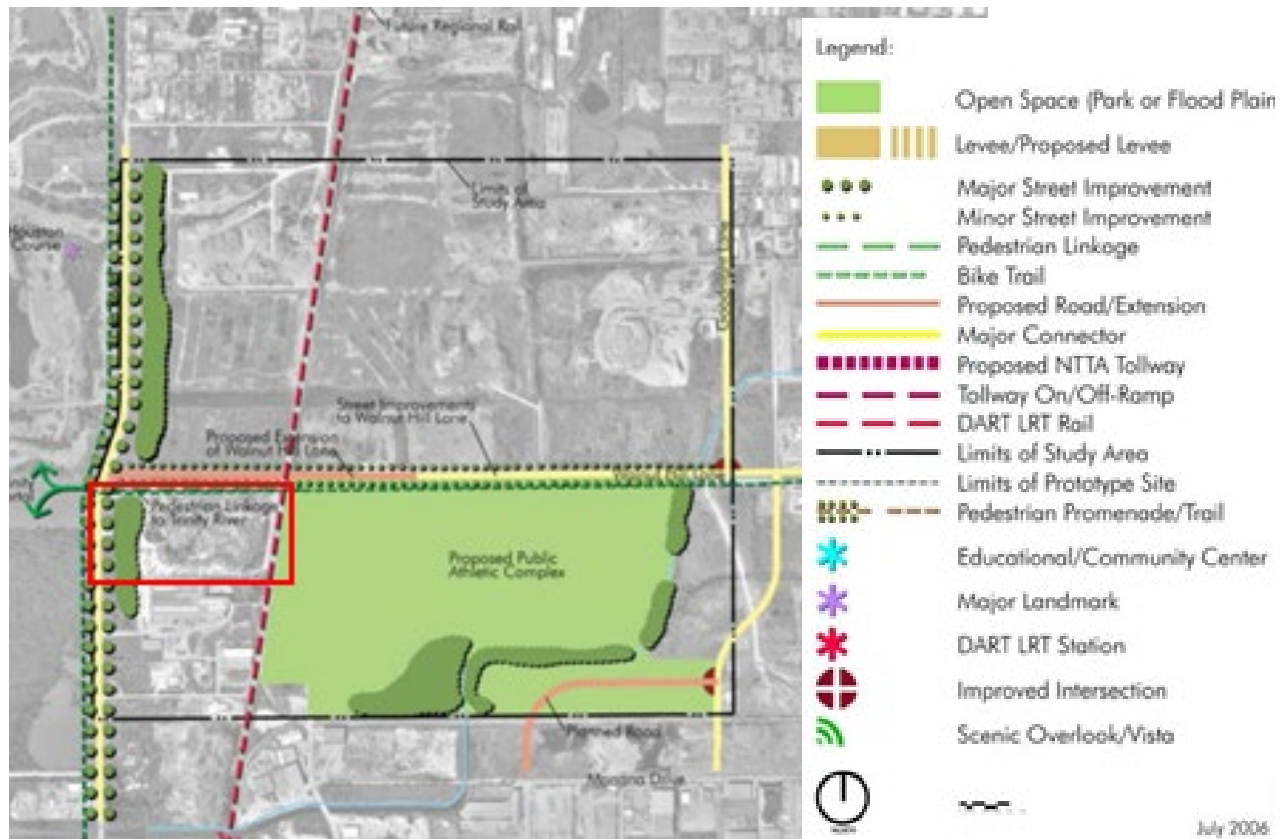 Future Regional Rail
Limits of
Study Area
Houston
Course
Street Improvements
to Walnut Hill Lane
Proposed Extension
of Walnut Hill Lane
Pedestrian Linkage
to Trinity River
Proposed Public
Athletic Complex
Planned Road
Manana Drive
Legend:
Open Space (Park or Flood Plain
Levee/Proposed Levee
Major Street Improvement
Minor Street Improvement
Pedestrian Linkage
Bike Trail
Proposed Road/Extension
Major Connector
Proposed NTTA Tollway
Tollway On/Off-Ramp
DART LRT Rail
Limits of Study Area
Limits of Prototype Site
Pedestrian Promenade/Trail
Educational/Community Center
Major Landmark
DART LRT Station
Improved Intersection
Scenic Overlook/Vista
NORTH
July 2006